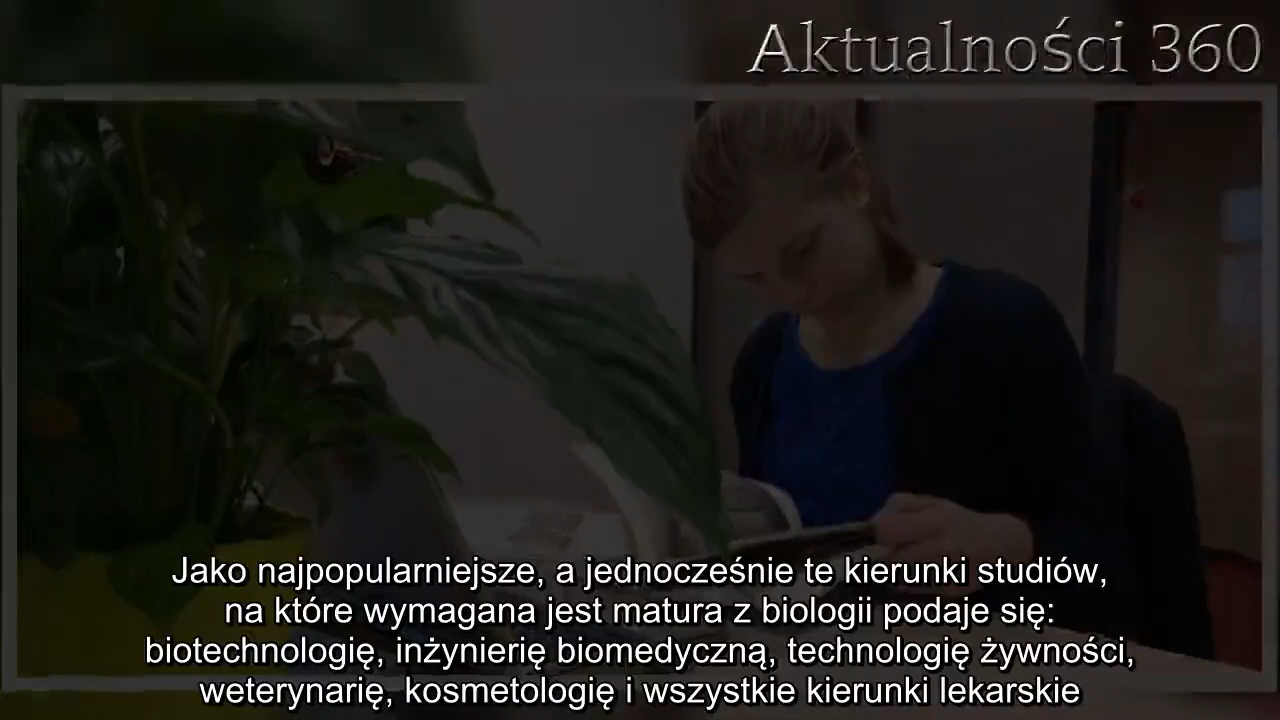 Aktualności 360
Jako najpopularniejsze, a jednocześnie te kierunki studiów,
na które wymagana jest matura z biologii podaje się:
biotechnologię, inżynierię biomedyczną, technologię żywności,
weterynarię, kosmetologię i wszystkie kierunki lekarskie